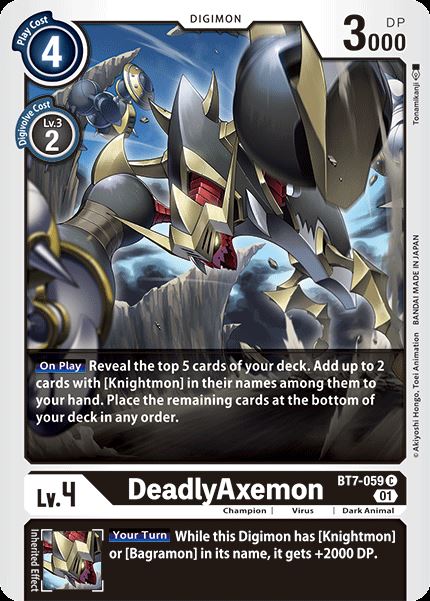 Play Cost
4
DIGIMON
DP
3000
Digivolve Cost
Lv.3
2
Tonamikanji
©Akiyoshi Hongo, Toei Animation BANDAI MADE IN JAPAN
On Play Reveal the top 5 cards of your deck. Add up to 2
cards with [Knightmon] in their names among them to
your hand. Place the remaining cards at the bottom of
your deck in any order.
BT7-059 C
Lv.4
DeadlyAxemon
01
Champion | Virus | Dark Animal
Inherited Effect
Your Turn While this Digimon has [Knightmon]
or [Bagramon] in its name, it gets +2000 DP.